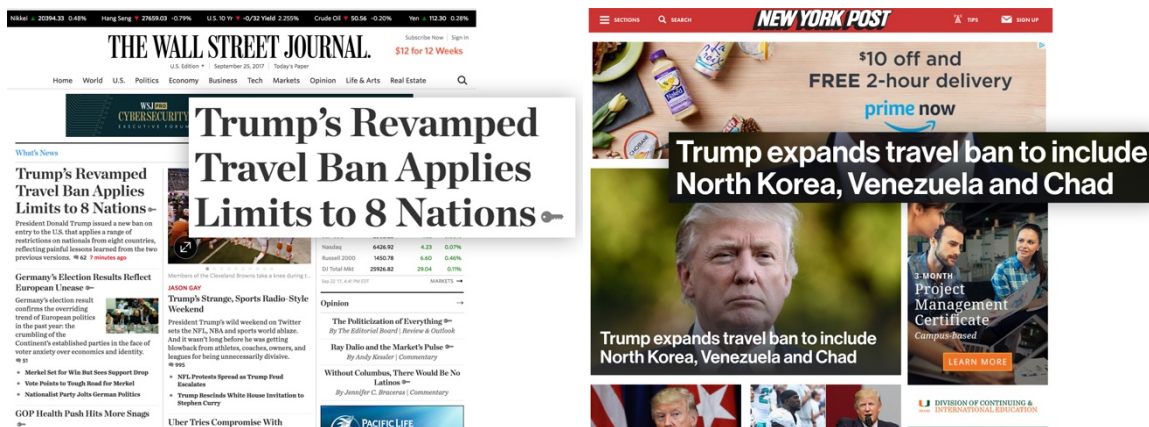 Nikkei ▲ 20394.33 0.48% Hang Seng ▼ 27659.03 -0.79% U.S. 10 Yr ▼ -0/32 Yield 2.255% Crude Oil ▼ 50.56 -0.20% Yen ▲ 112.30 0.28%
THE WALL STREET JOURNAL.
Subscribe Now | Sign In
$12 for 12 Weeks
U.S. Edition ▾ | September 25, 2017 | Today's Paper
Home World U.S. Politics Economy Business Tech Markets Opinion Life & Arts Real Estate
WSJ PRO
CYBERSECURITY
EXECUTIVE FORUM
Trump's Revamped
Travel Ban Applies
Limits to 8 Nations
What's News
Trump's Revamped
Travel Ban Applies
Limits to 8 Nations
President Donald Trump issued a new ban on
entry to the U.S. that applies a range of
restrictions on nationals from eight countries,
reflecting painful lessons learned from the two
previous versions. 62 7 minutes ago
Germany's Election Results Reflect
European Unease
Germany's election result
confirms the overriding
trend of European politics
in the past year: the
crumbling of the
Continent's established parties in the face of
voter anxiety over economics and identity.
51
• Merkel Set for Win But Sees Support Drop
• Vote Points to Tough Road for Merkel
• Nationalist Party Jolts German Politics
GOP Health Push Hits More Snags
Members of the Cleveland Browns take a knee during t...
JASON GAY
Trump's Strange, Sports Radio-Style
Weekend
President Trump's wild weekend on Twitter
sets the NFL, NBA and sports world ablaze.
And it wasn't long before he was getting
blowback from athletes, coaches, owners, and
leagues for being unnecessarily divisive.
995
• NFL Protests Spread as Trump Feud
Escalates
• Trump Rescinds White House Invitation to
Stephen Curry
Uber Tries Compromise With
Nasdaq 6426.92 4.23 0.07%
Russell 2000 1450.78 6.60 0.46%
DJ Total Mkt 25926.82 29.04 0.11%
MARKETS →
Opinion →
The Politicization of Everything
By The Editorial Board | Review & Outlook
Ray Dalio and the Market's Pulse
By Andy Kessler | Commentary
Without Columbus, There Would Be No
Latinos
By Jennifer C. Braceras | Commentary
PACIFIC LIFE
SECTIONS SEARCH NEW YORK POST TIPS SIGN UP
$10 off and
FREE 2-hour delivery
prime now
CHOBANI
Trump expands travel ban to include
North Korea, Venezuela and Chad
Trump expands travel ban to include
North Korea, Venezuela and Chad
3-MONTH
Project
Management
Certificate
Campus-based
LEARN MORE
U DIVISION OF CONTINUING &
INTERNATIONAL EDUCATION